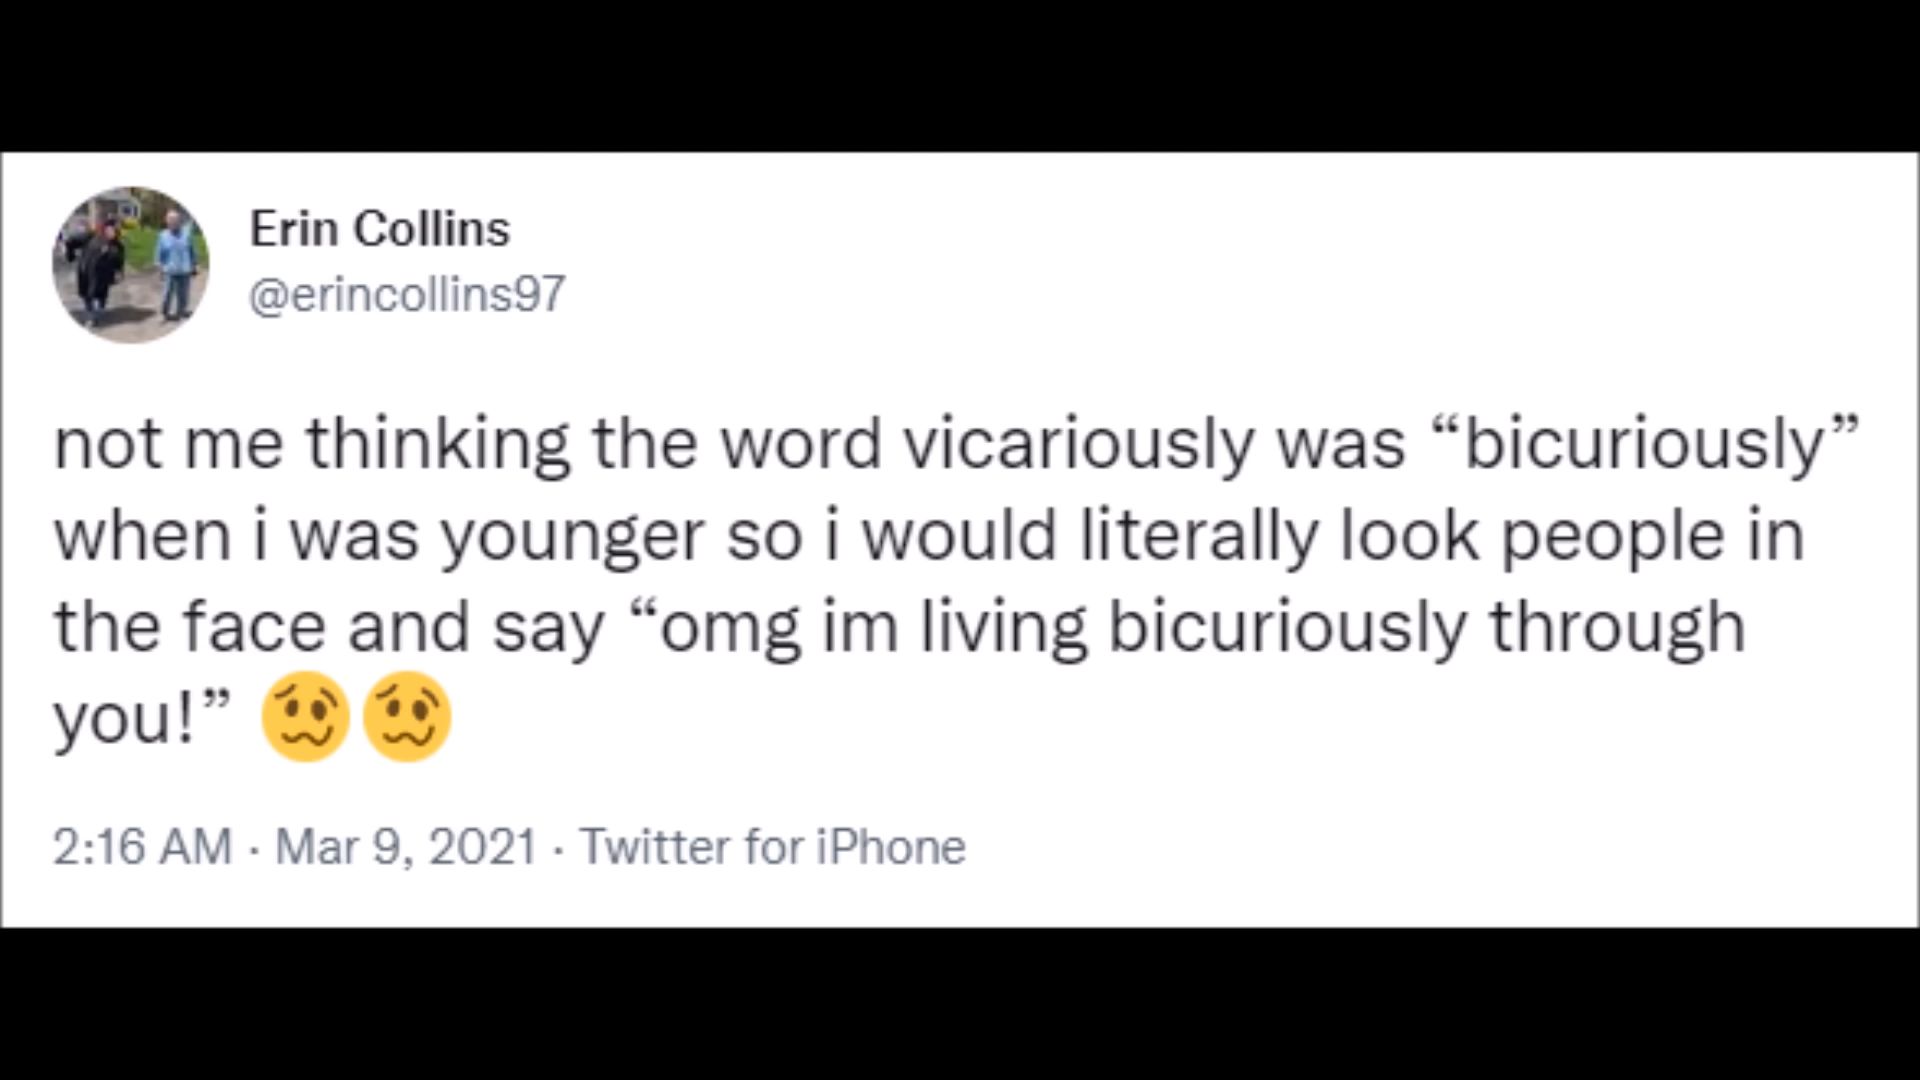 Erin Collins
@erincollins97
not me thinking the word vicariously was “bicuriously”
when i was younger so i would literally look people in
the face and say “omg im living bicuriously through
you!” 🥴🥴
2:16 AM · Mar 9, 2021 · Twitter for iPhone